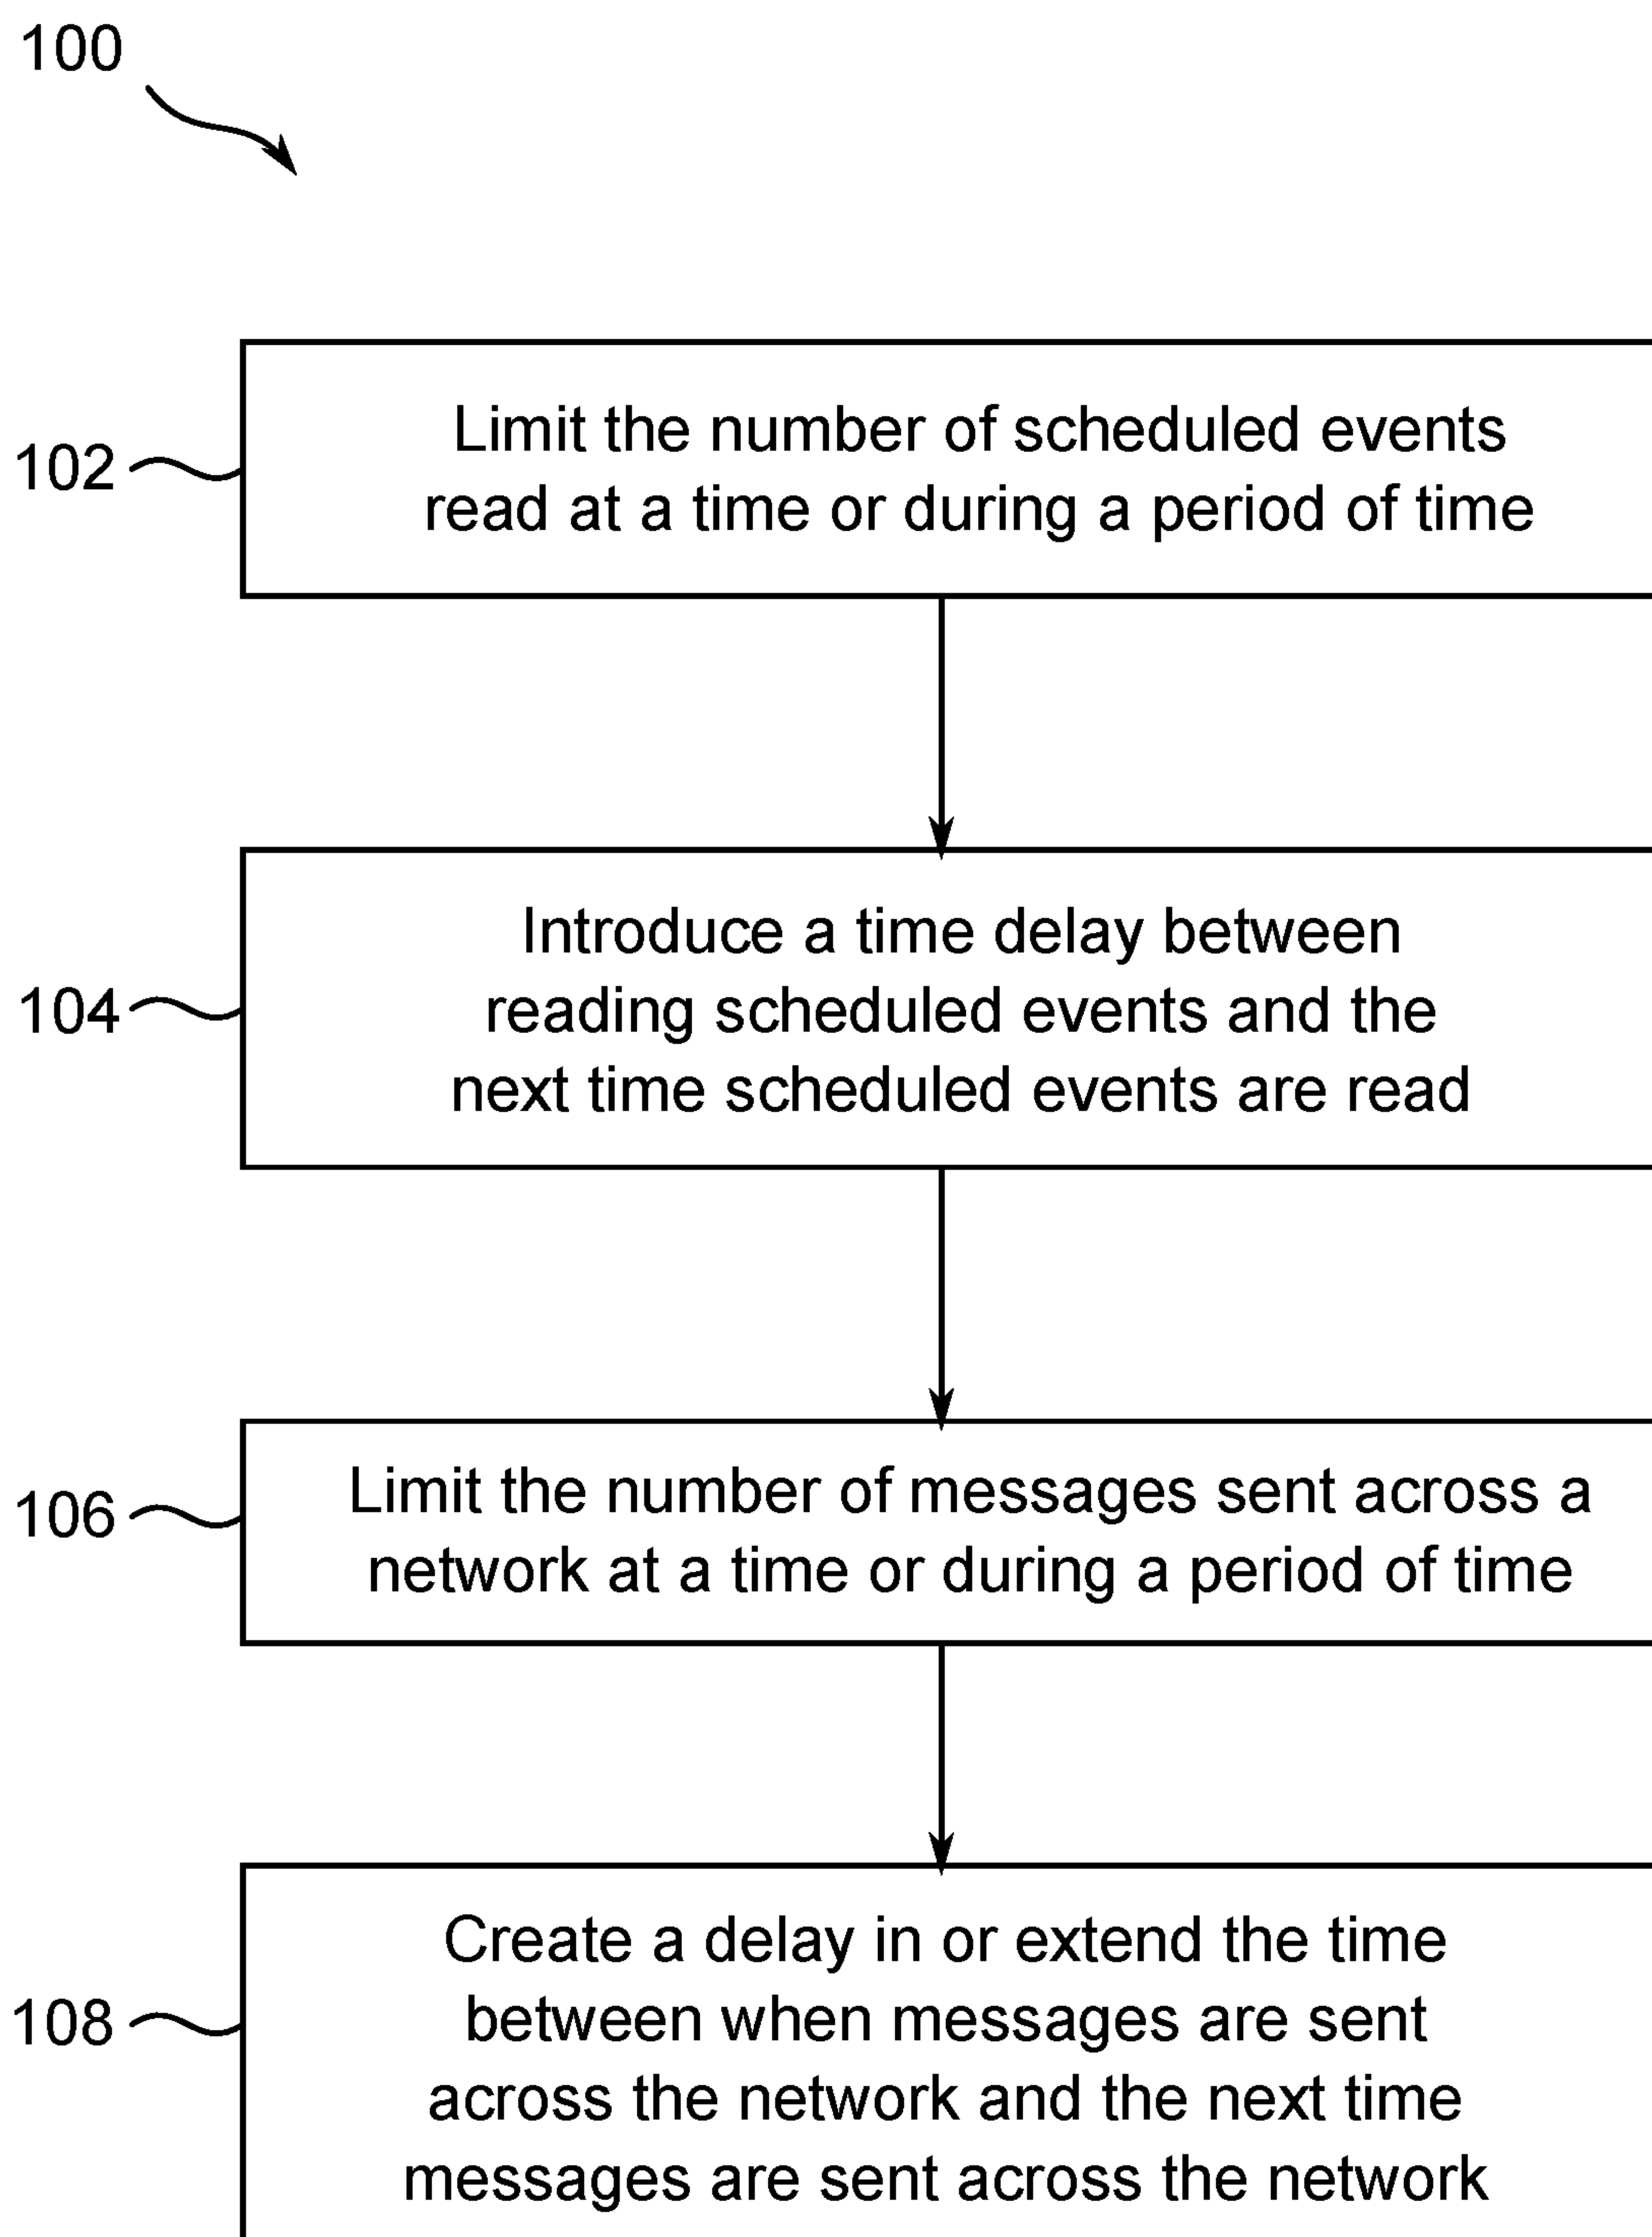 100
102
Limit the number of scheduled events
read at a time or during a period of time
104
Introduce a time delay between
reading scheduled events and the
next time scheduled events are read
106
Limit the number of messages sent across a
network at a time or during a period of time
108
Create a delay in or extend the time
between when messages are sent
across the network and the next time
messages are sent across the network